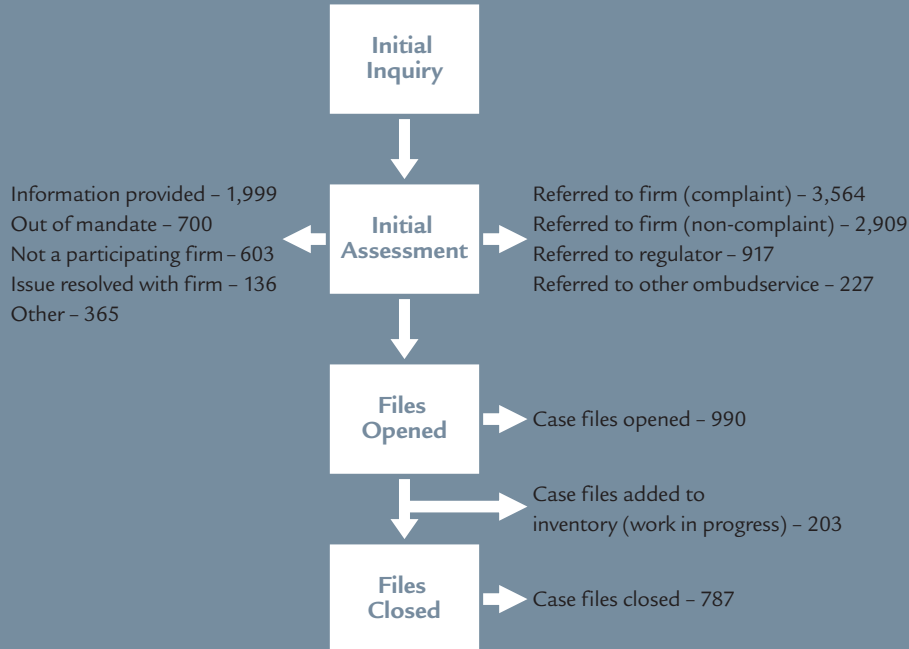 Initial
Inquiry
Information provided – 1,999
Out of mandate – 700
Not a participating firm – 603
Issue resolved with firm – 136
Other – 365
Initial
Assessment
Referred to firm (complaint) – 3,564
Referred to firm (non-complaint) – 2,909
Referred to regulator – 917
Referred to other ombudservice – 227
Files
Opened
Case files opened – 990
Case files added to
inventory (work in progress) – 203
Files
Closed
Case files closed – 787